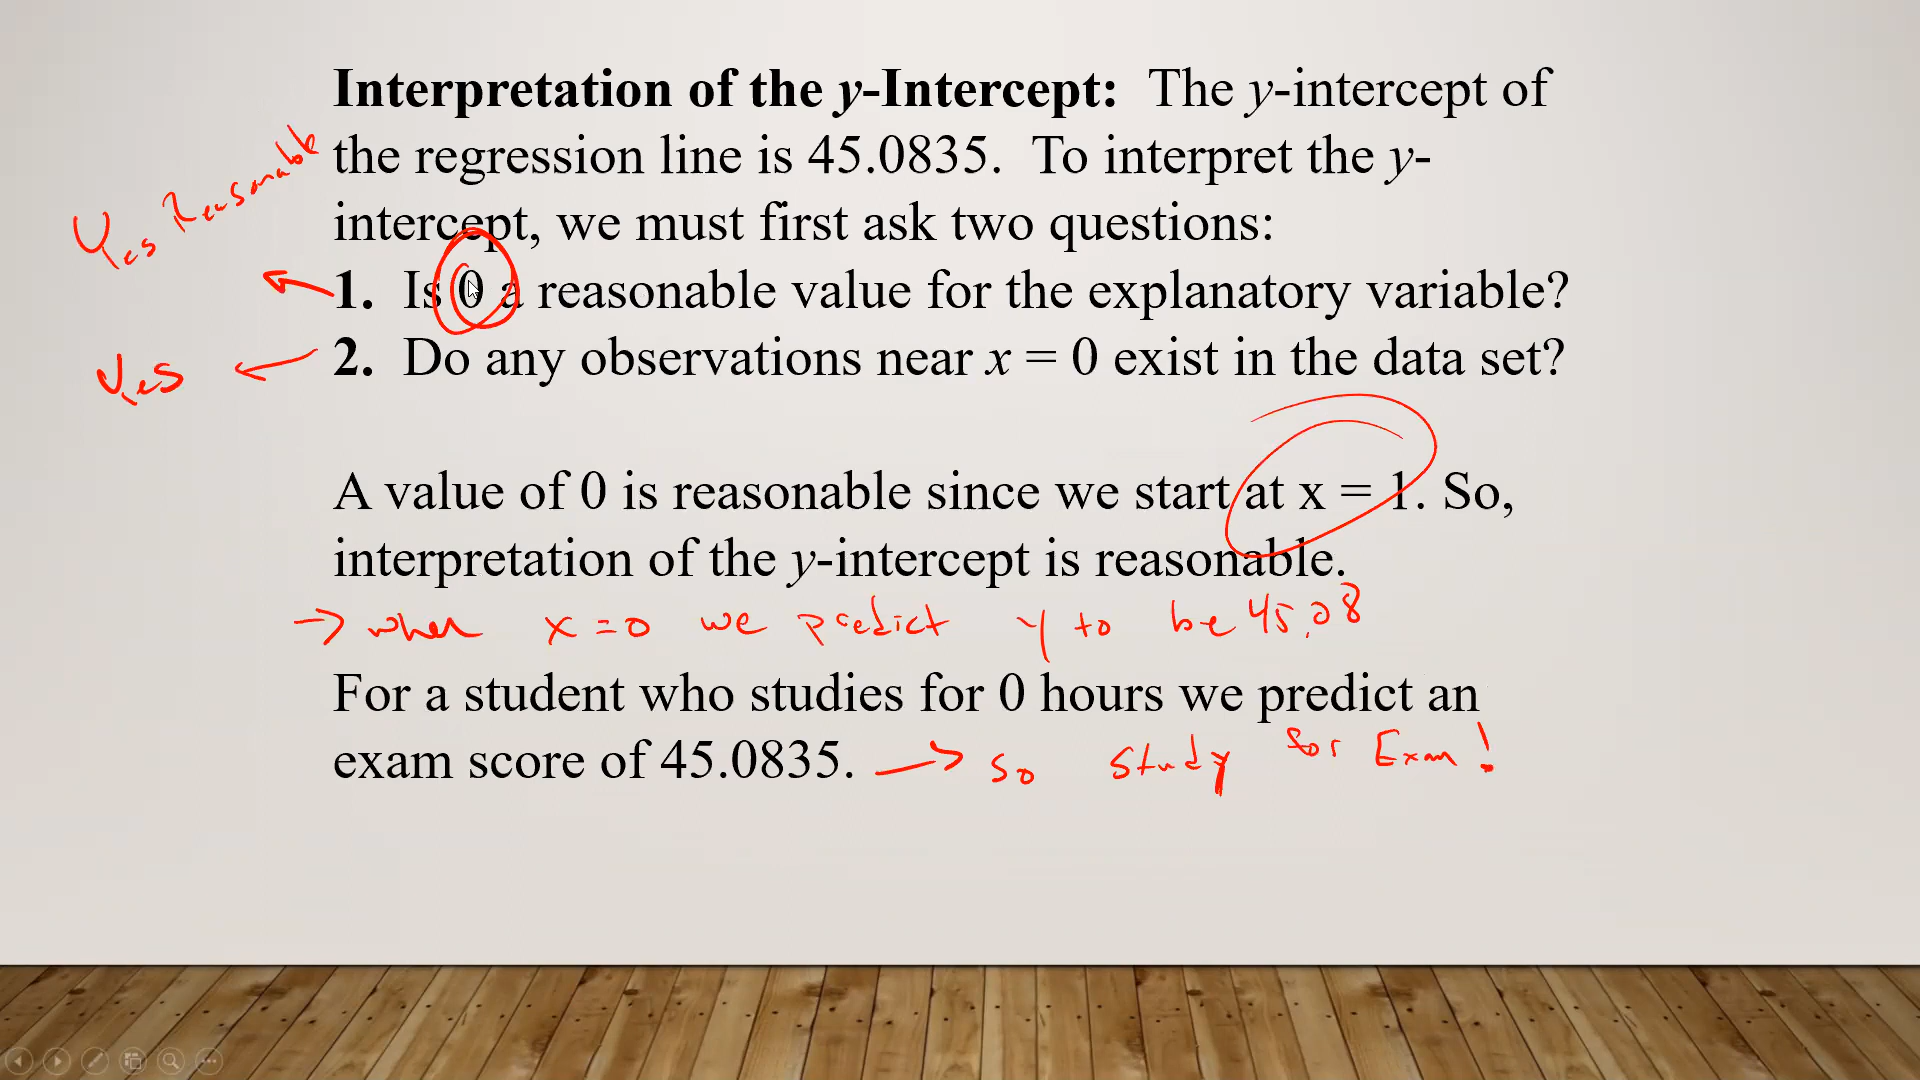 Interpretation of the y-Intercept: The y-intercept of
the regression line is 45.0835. To interpret the y-
intercept, we must first ask two questions:
Yes Reasonable
1. Is 0 a reasonable value for the explanatory variable?
Yes
2. Do any observations near x = 0 exist in the data set?
A value of 0 is reasonable since we start at x = 1. So,
interpretation of the y-intercept is reasonable.
→ when x = 0 we predict y to be 45.08
For a student who studies for 0 hours we predict an
exam score of 45.0835. → so study for Exam!